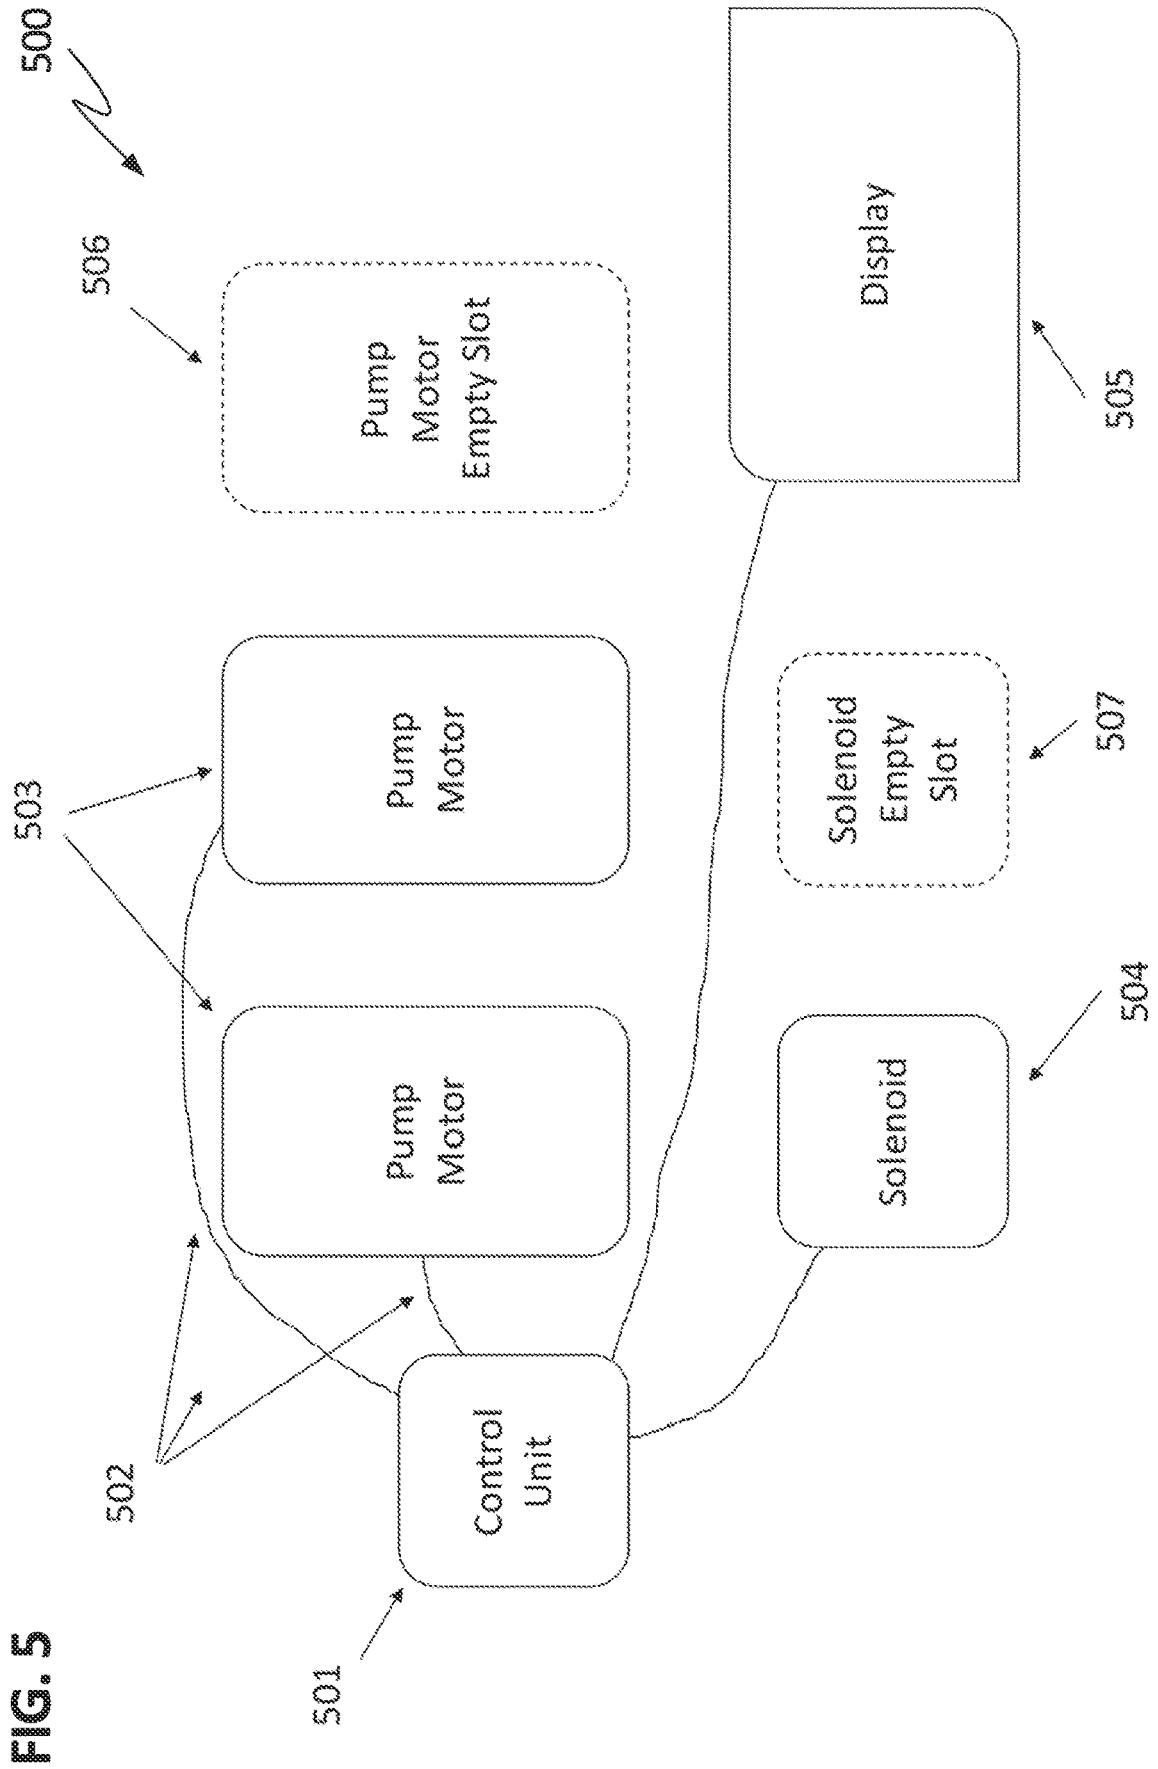 FIG. 5
500
501
502
503
506
Control
Unit
Pump
Motor
Pump
Motor
Pump
Motor
Empty Slot
Solenoid
Solenoid
Empty
Slot
Display
504
507
505